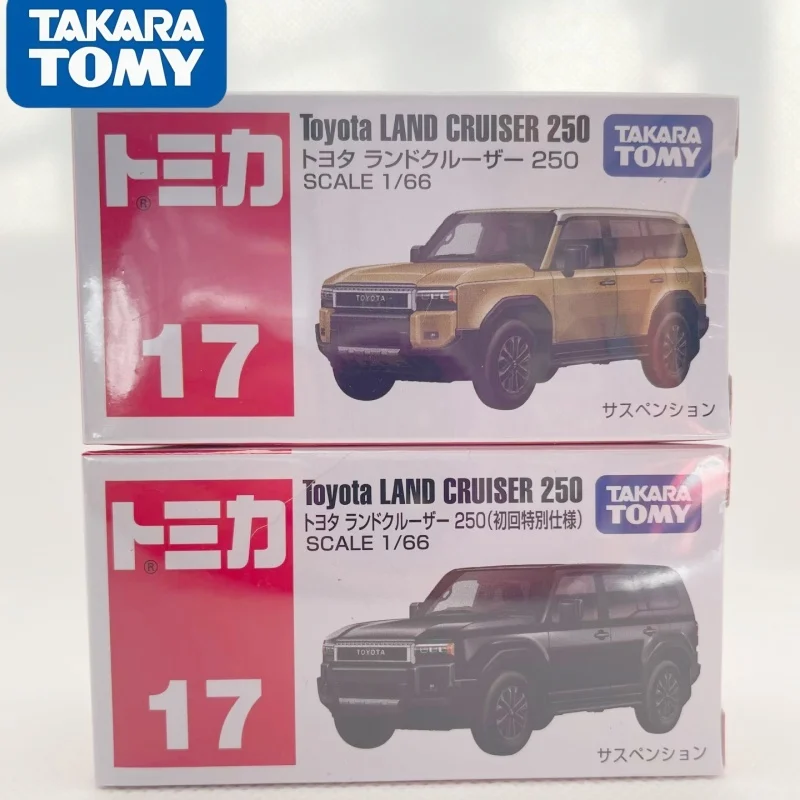 TAKARA
TOMY
トミカ
®
17
Toyota LAND CRUISER 250
トヨタ ランドクルーザー 250
SCALE 1/66
TAKARA
TOMY
TOYOTA
サスペンション
トミカ
®
17
Toyota LAND CRUISER 250
トヨタ ランドクルーザー 250(初回特別仕様)
SCALE 1/66
TAKARA
TOMY
TOYOTA
サスペンション